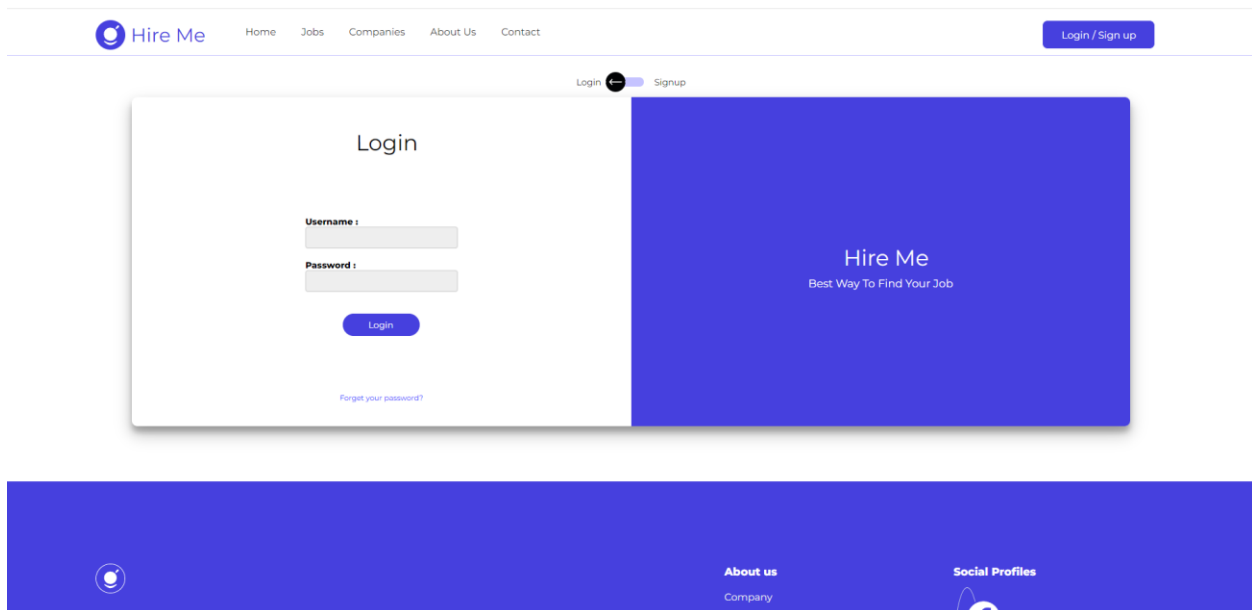 Hire Me Home Jobs Companies About Us Contact Login / Sign up
Login Signup
Login
Username :
Password :
Login
Forget your password?
Hire Me
Best Way To Find Your Job
About us Social Profiles
Company